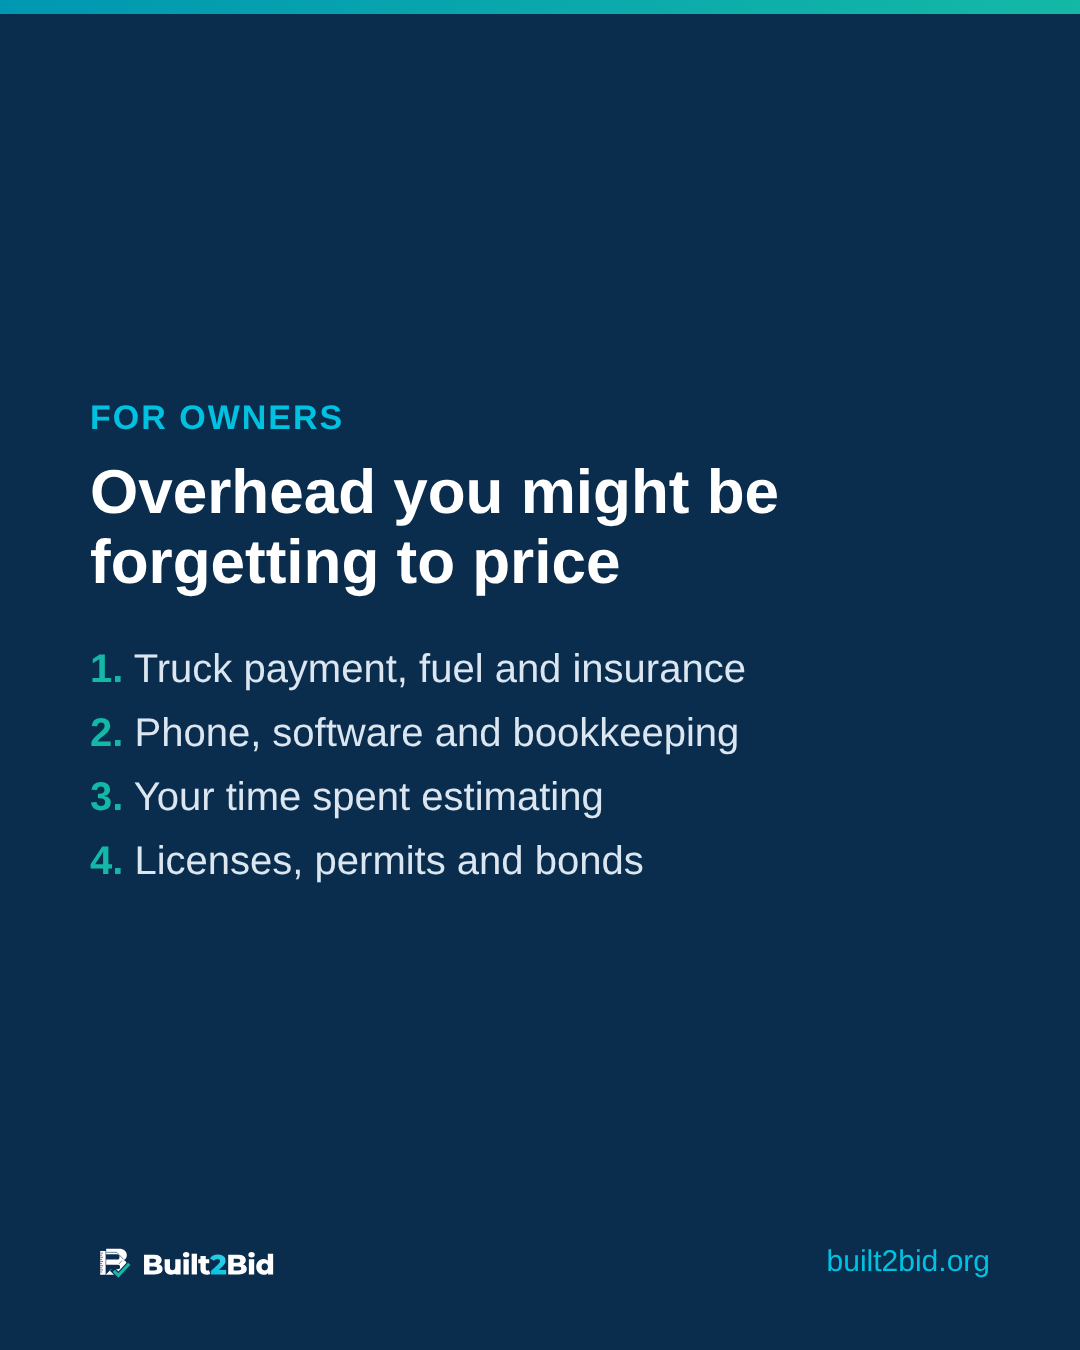 FOR OWNERS
Overhead you might be
forgetting to price
1. Truck payment, fuel and insurance
2. Phone, software and bookkeeping
3. Your time spent estimating
4. Licenses, permits and bonds
Built2Bid
built2bid.org